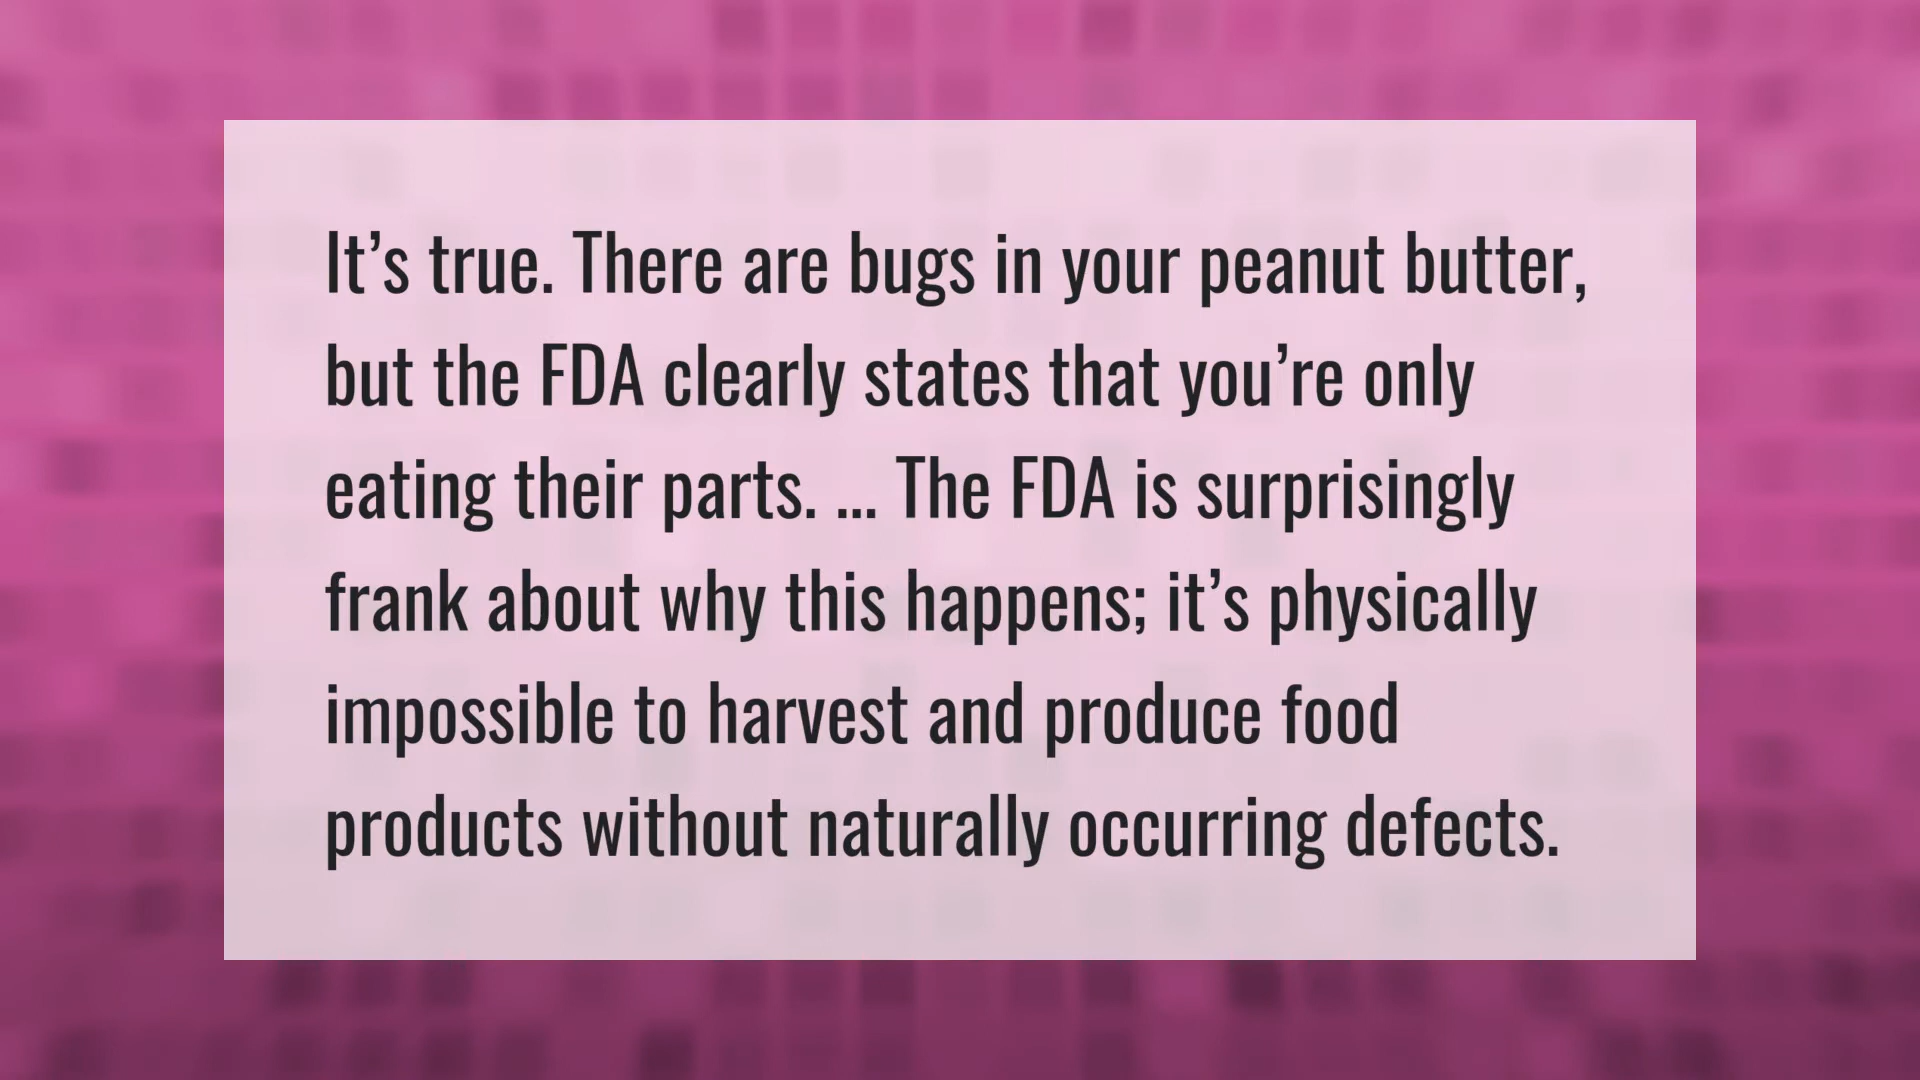 It’s true. There are bugs in your peanut butter,
but the FDA clearly states that you’re only
eating their parts. ... The FDA is surprisingly
frank about why this happens; it’s physically
impossible to harvest and produce food
products without naturally occurring defects.